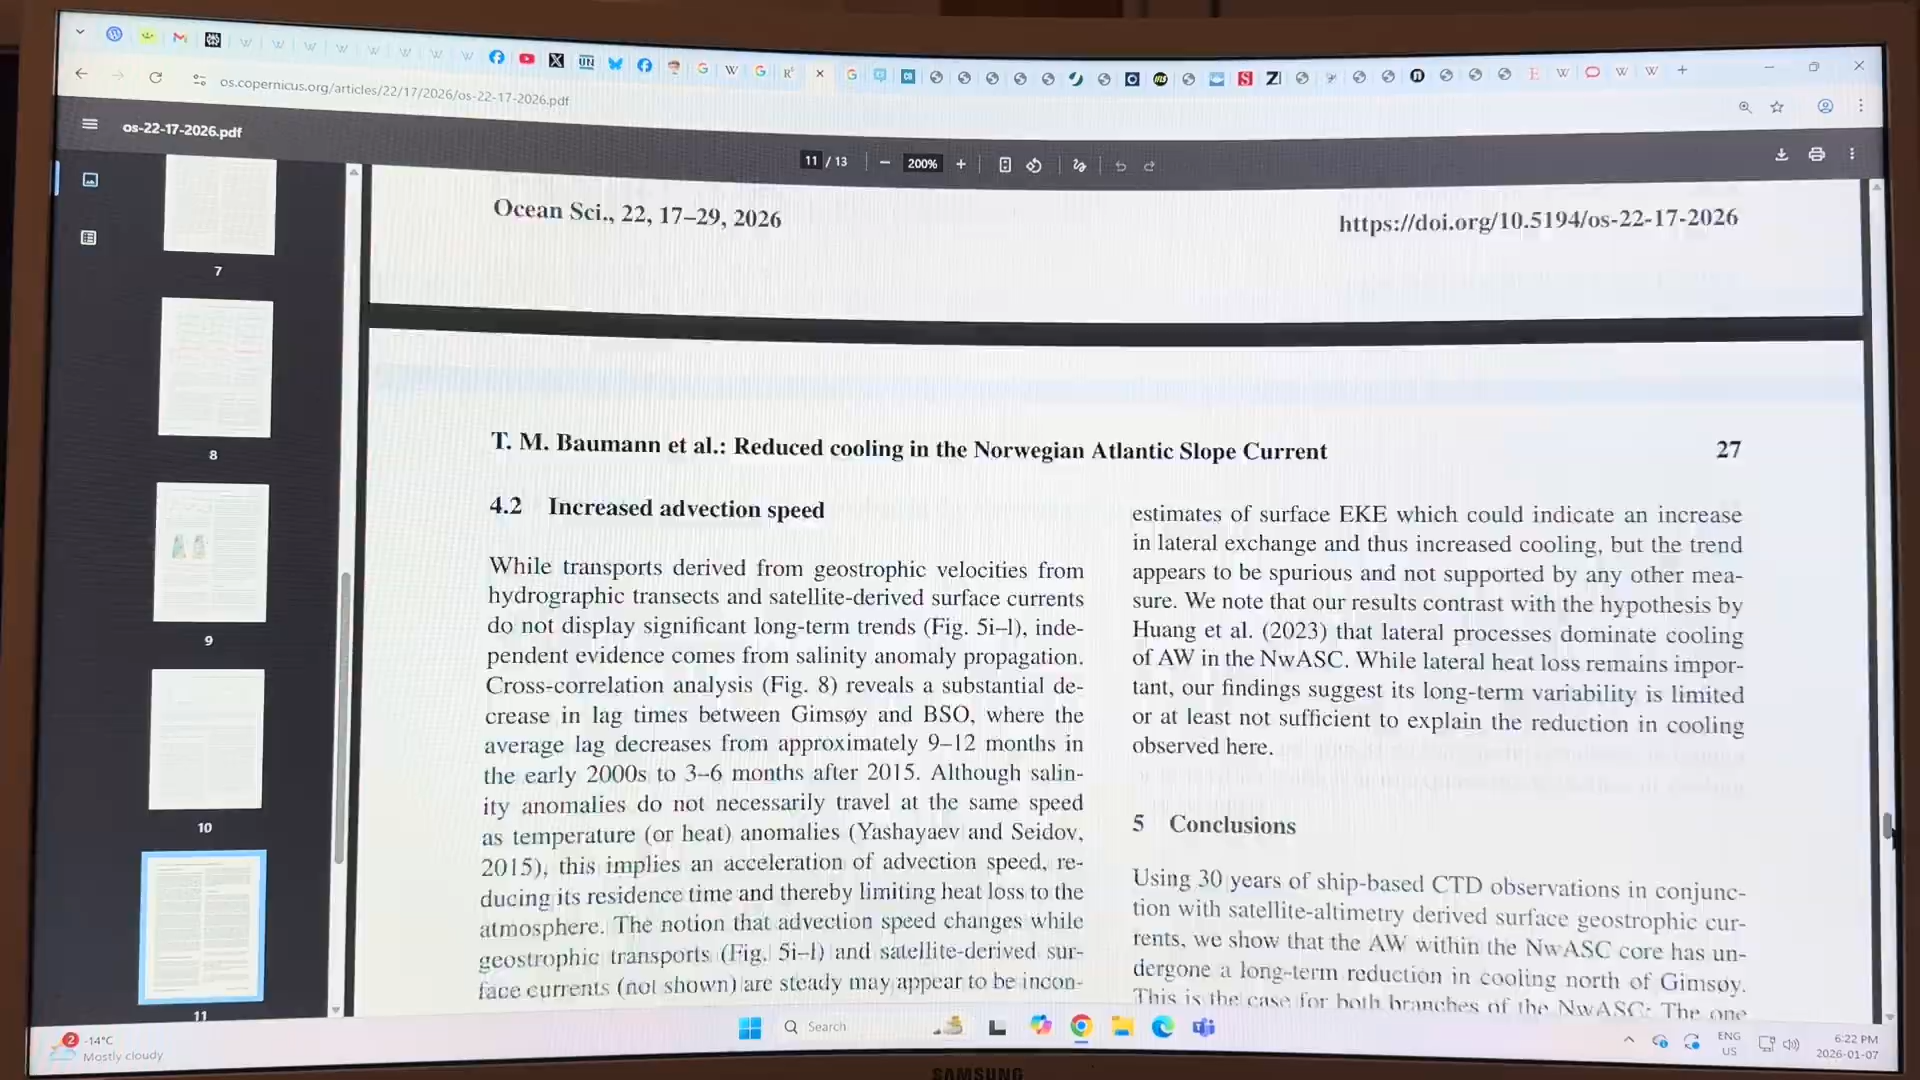 os.copernicus.org/articles/22/17/2026/os-22-17-2026.pdf
os-22-17-2026.pdf
11 / 13
200%
7
8
9
10
11
Ocean Sci., 22, 17–29, 2026
https://doi.org/10.5194/os-22-17-2026
T. M. Baumann et al.: Reduced cooling in the Norwegian Atlantic Slope Current
27
4.2 Increased advection speed
While transports derived from geostrophic velocities from
hydrographic transects and satellite-derived surface currents
do not display significant long-term trends (Fig. 5i–l), inde-
pendent evidence comes from salinity anomaly propagation.
Cross-correlation analysis (Fig. 8) reveals a substantial de-
crease in lag times between Gimsøy and BSO, where the
average lag decreases from approximately 9–12 months in
the early 2000s to 3–6 months after 2015. Although salin-
ity anomalies do not necessarily travel at the same speed
as temperature (or heat) anomalies (Yashayaev and Seidov,
2015), this implies an acceleration of advection speed, re-
ducing its residence time and thereby limiting heat loss to the
atmosphere. The notion that advection speed changes while
geostrophic transports (Fig. 5i–l) and satellite-derived sur-
face currents (not shown) are steady may appear to be incon-
estimates of surface EKE which could indicate an increase
in lateral exchange and thus increased cooling, but the trend
appears to be spurious and not supported by any other mea-
sure. We note that our results contrast with the hypothesis by
Huang et al. (2023) that lateral processes dominate cooling
of AW in the NwASC. While lateral heat loss remains impor-
tant, our findings suggest its long-term variability is limited
or at least not sufficient to explain the reduction in cooling
observed here.
5 Conclusions
Using 30 years of ship-based CTD observations in conjunc-
tion with satellite-altimetry derived surface geostrophic cur-
rents, we show that the AW within the NwASC core has un-
dergone a long-term reduction in cooling north of Gimsøy.
This is the case for both branches of the NwASC: The one
2
-14°C
Mostly cloudy
Search
ENG
US
6:22 PM
2026-01-07
SAMSUNG